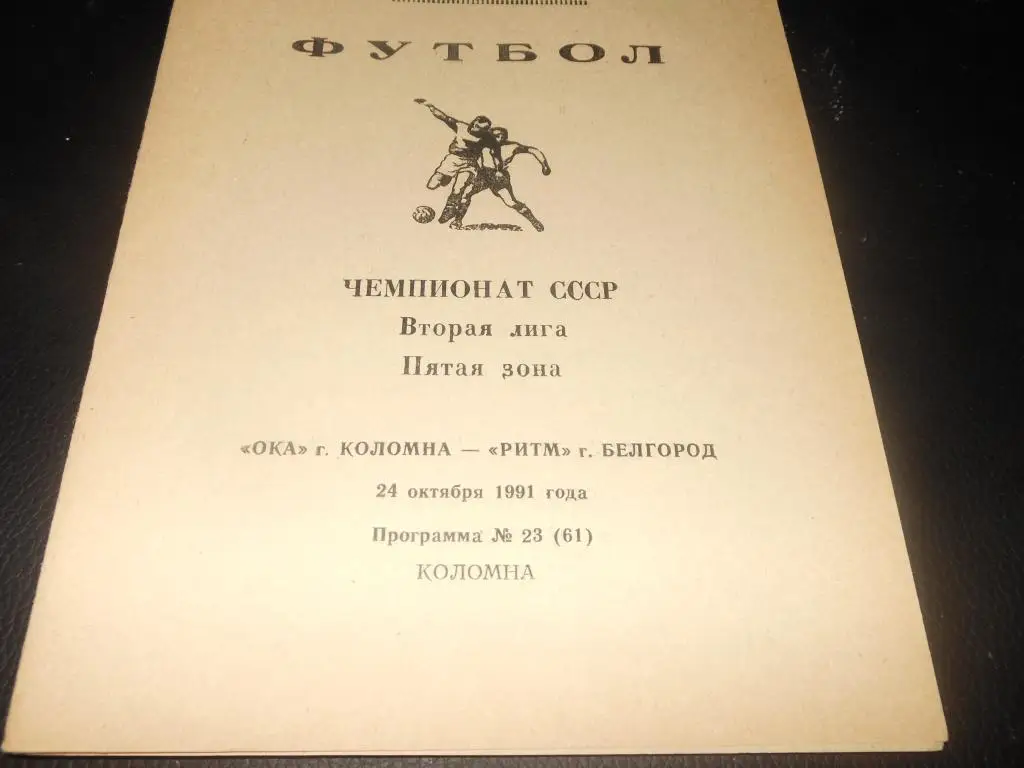 ФУТБОЛ
ЧЕМПИОНАТ СССР
Вторая лига
Пятая зона
«ОКА» г. КОЛОМНА — «РИТМ» г. БЕЛГОРОД
24 октября 1991 года
Программа № 23 (61)
КОЛОМНА